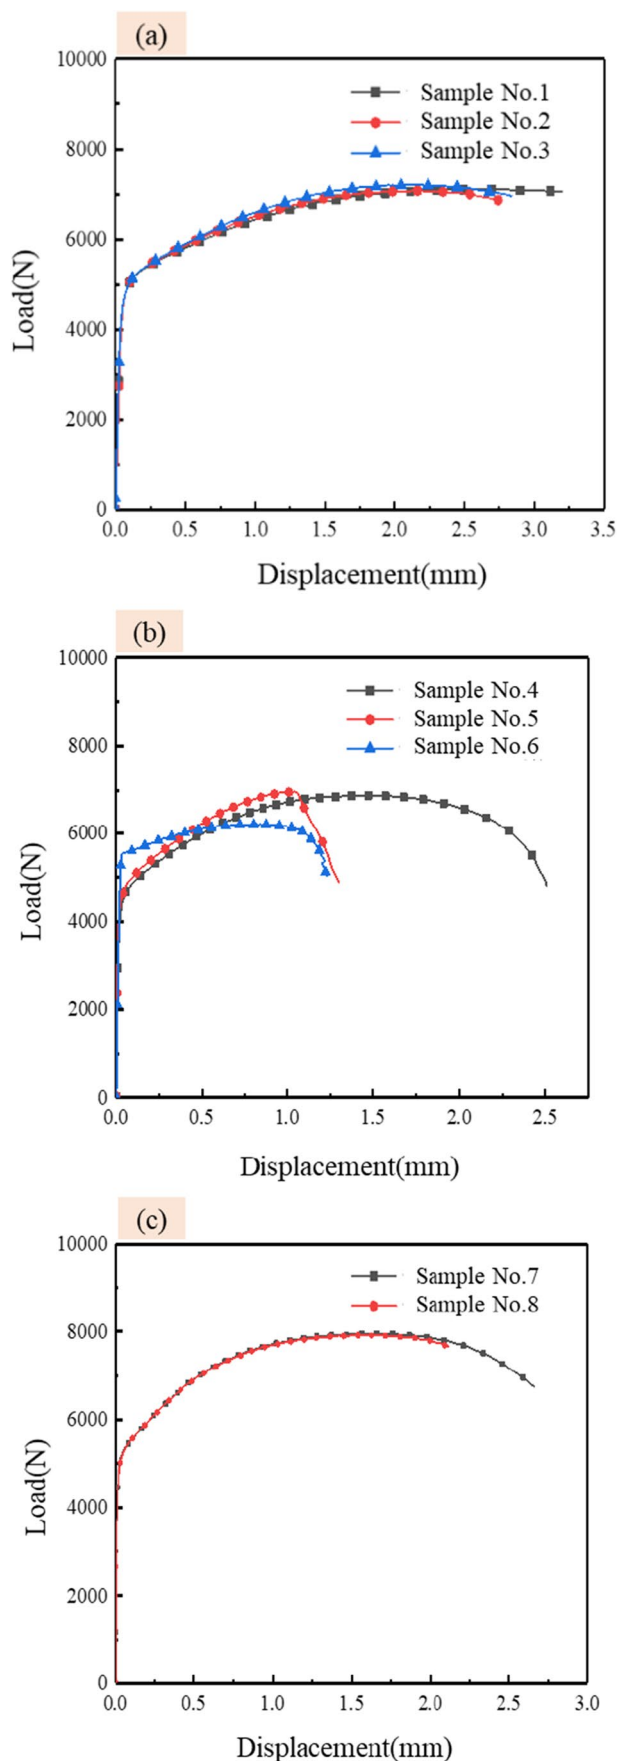 (a)
10000
8000
6000
4000
2000
0
Load(N)
Sample No.1
Sample No.2
Sample No.3
0.0 0.5 1.0 1.5 2.0 2.5 3.0 3.5
Displacement(mm)
(b)
10000
8000
6000
4000
2000
0
Load(N)
Sample No.4
Sample No.5
Sample No.6
0.0 0.5 1.0 1.5 2.0 2.5
Displacement(mm)
(c)
10000
8000
6000
4000
2000
0
Load(N)
Sample No.7
Sample No.8
0.0 0.5 1.0 1.5 2.0 2.5 3.0
Displacement(mm)